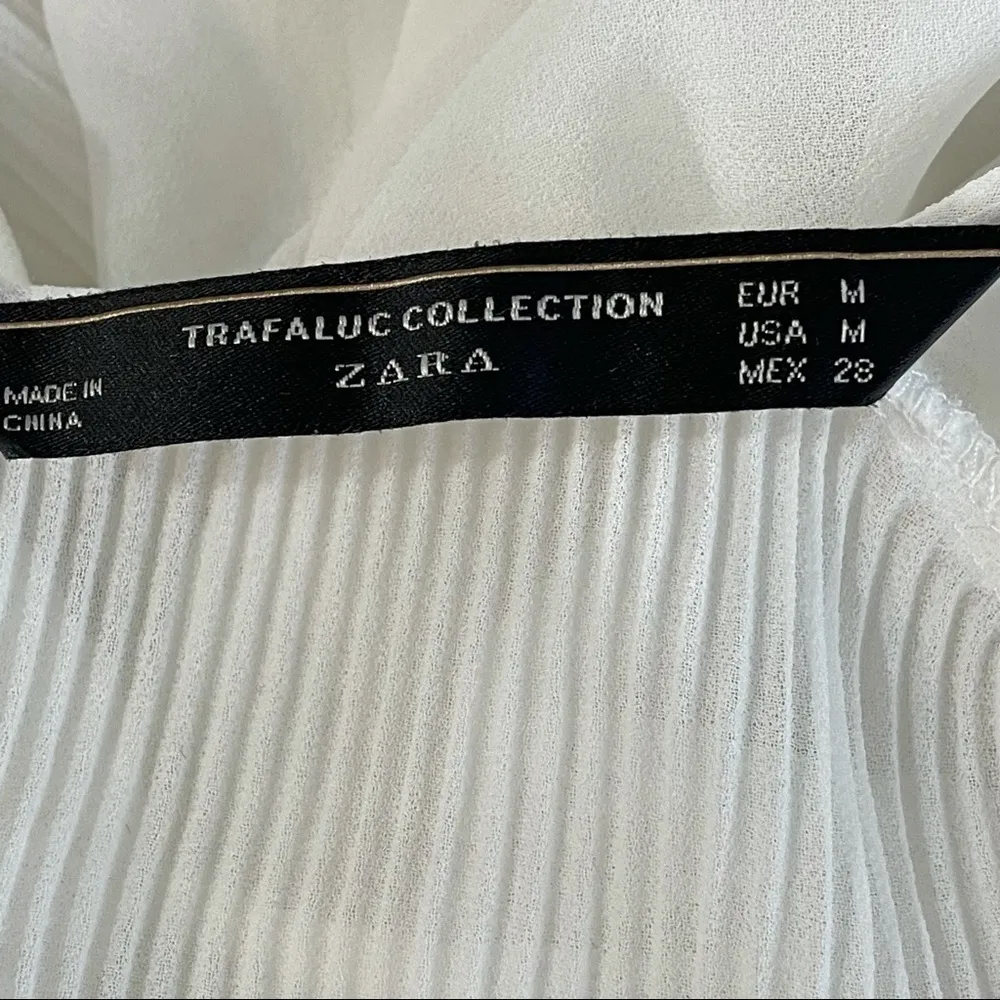 TRAFALUC COLLECTION
ZARA
MADE IN
CHINA
EUR M
USA M
MEX 28